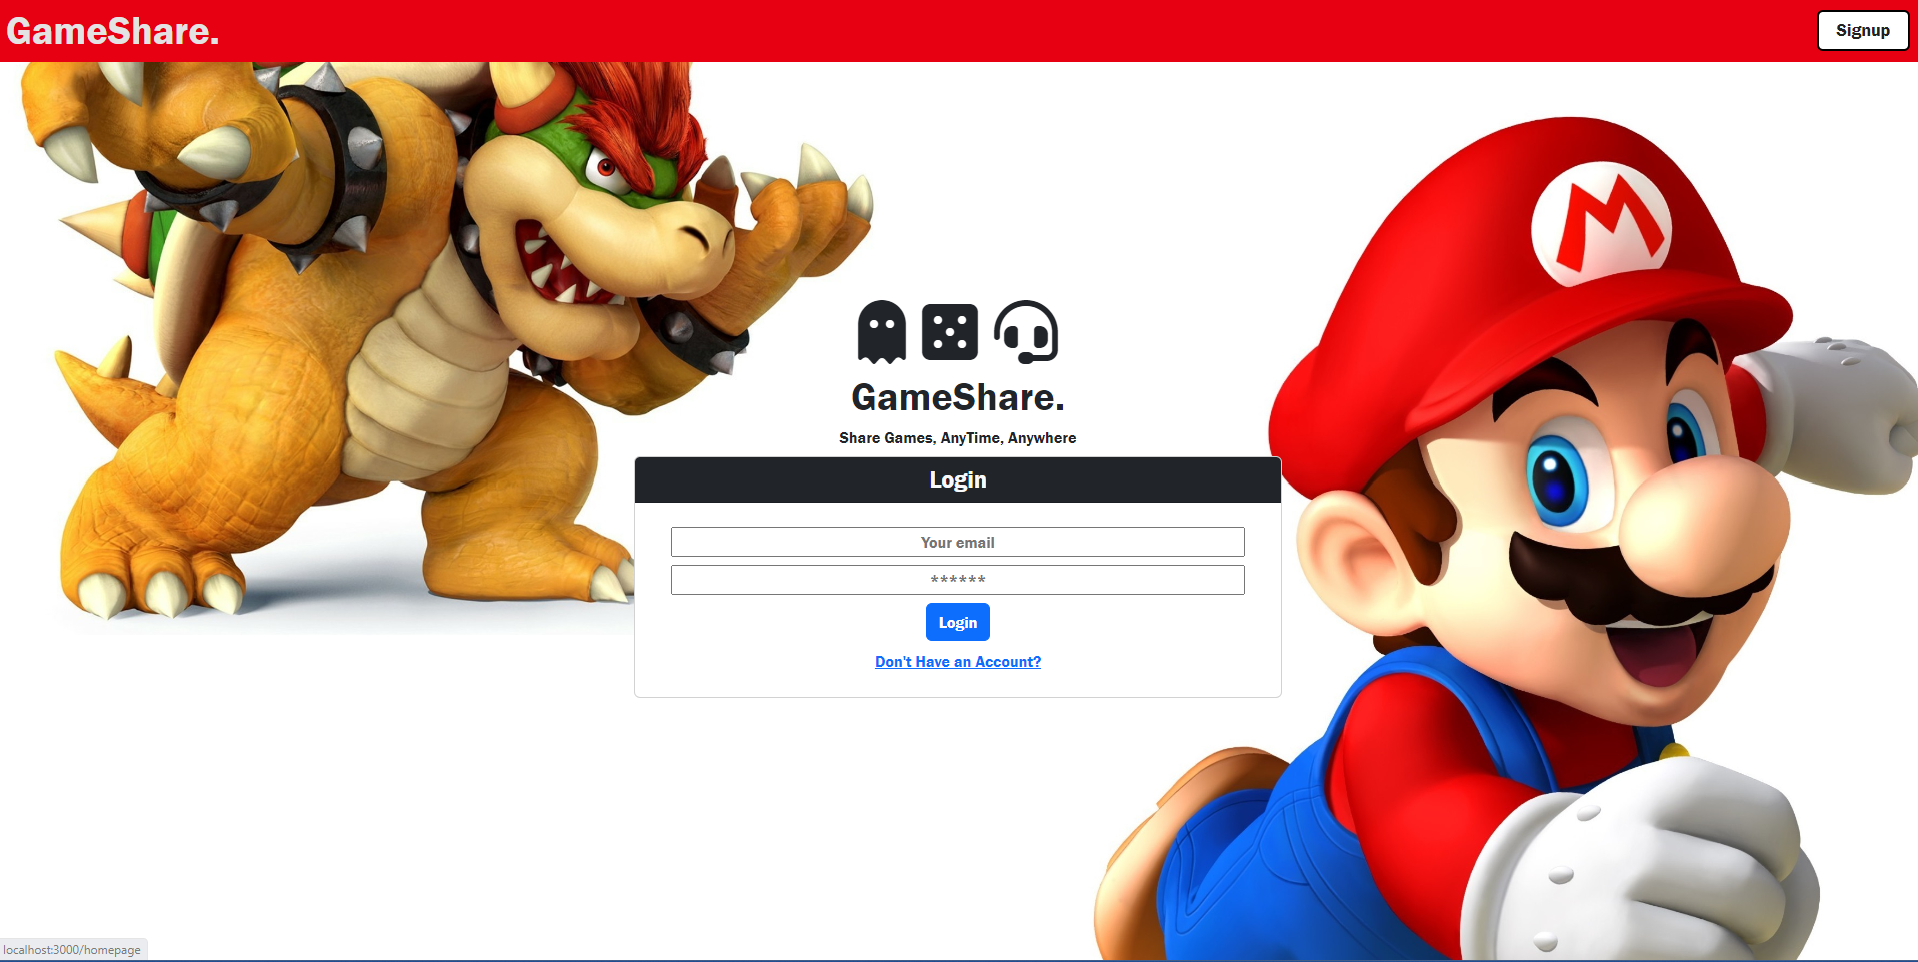 GameShare.
Signup
M
GameShare.
Share Games, AnyTime, Anywhere
Login
Your email
******
Login
Don't Have an Account?
localhost:3000/homepage